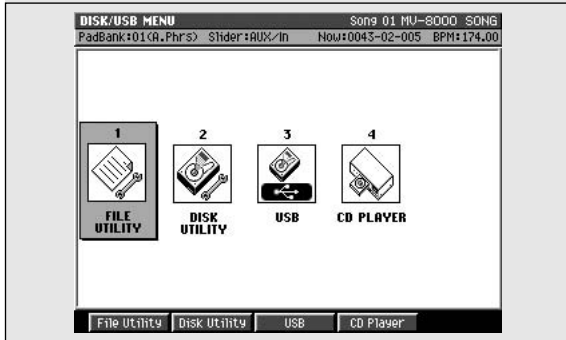 DISK/USB MENU Song 01 MV-8000 SONG
PadBank:01(A.Phrs) Slider:AUX/In Now:0043-02-005 BPM:174.00
1 2 3 4
FILE UTILITY
DISK UTILITY
USB
CD PLAYER
File Utility Disk Utility USB CD Player